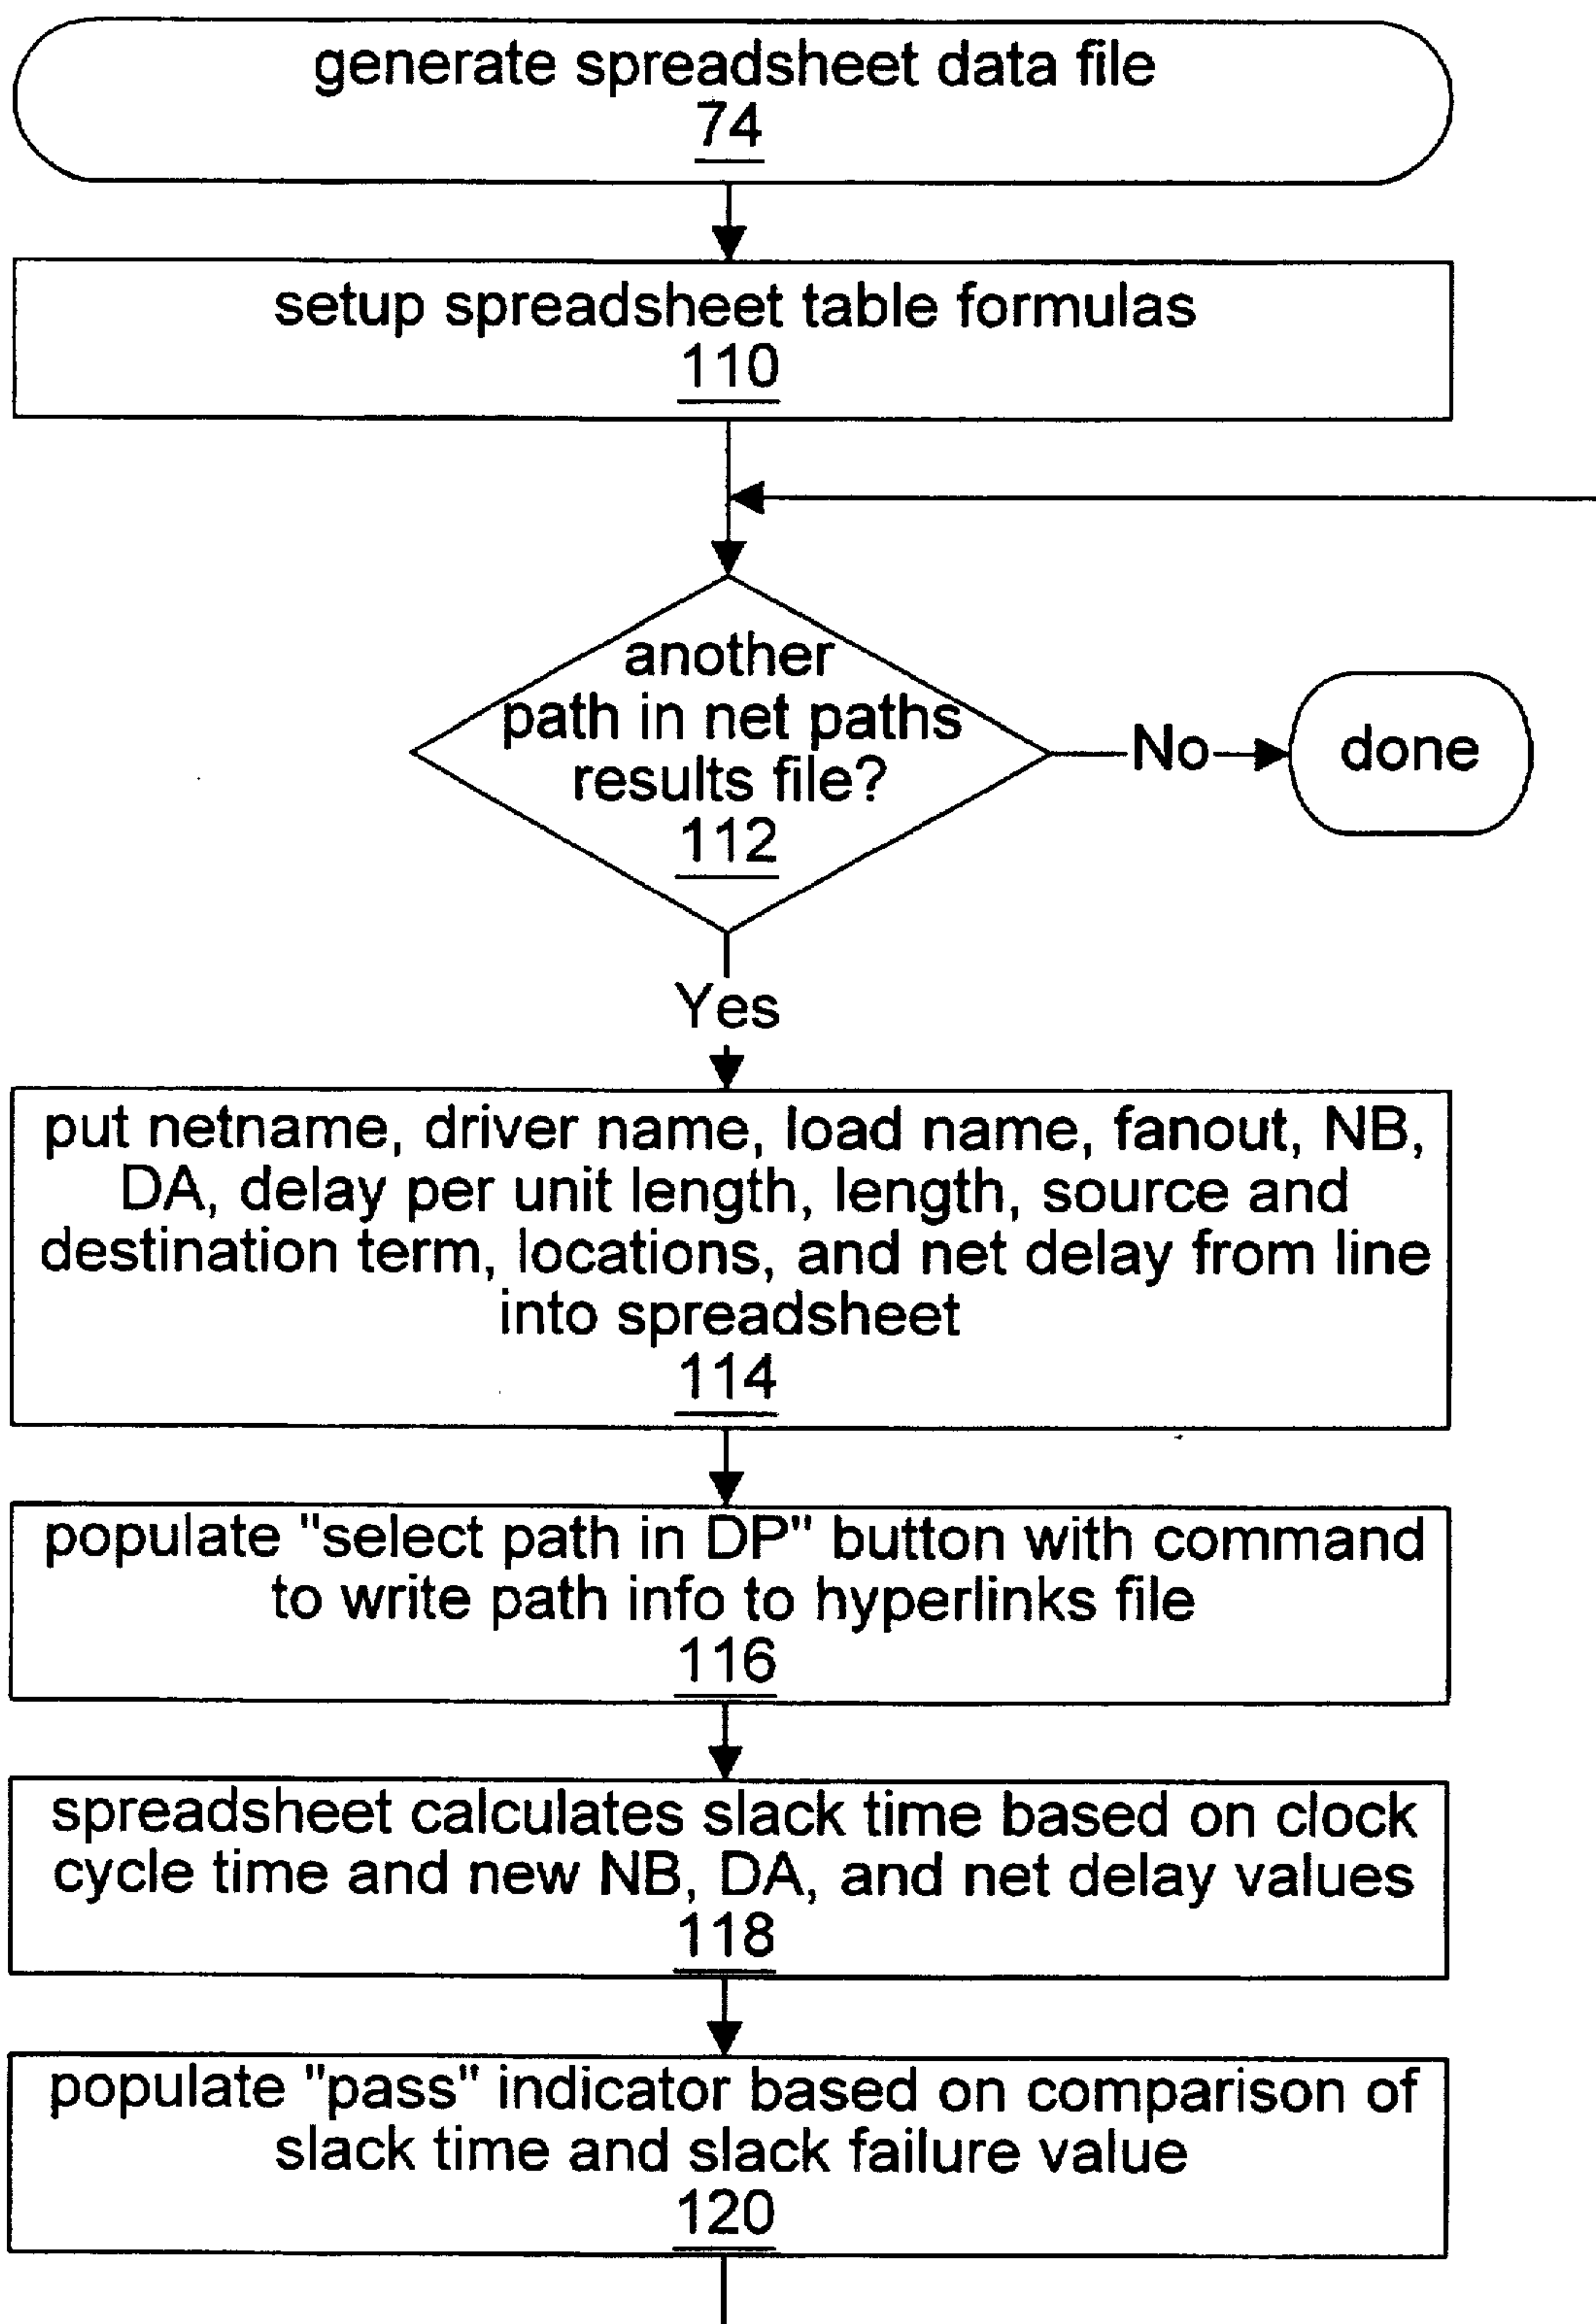 generate spreadsheet data file
74
setup spreadsheet table formulas
110
another
path in net paths
results file?
112
No
done
Yes
put netname, driver name, load name, fanout, NB,
DA, delay per unit length, length, source and
destination term, locations, and net delay from line
into spreadsheet
114
populate "select path in DP" button with command
to write path info to hyperlinks file
116
spreadsheet calculates slack time based on clock
cycle time and new NB, DA, and net delay values
118
populate "pass" indicator based on comparison of
slack time and slack failure value
120